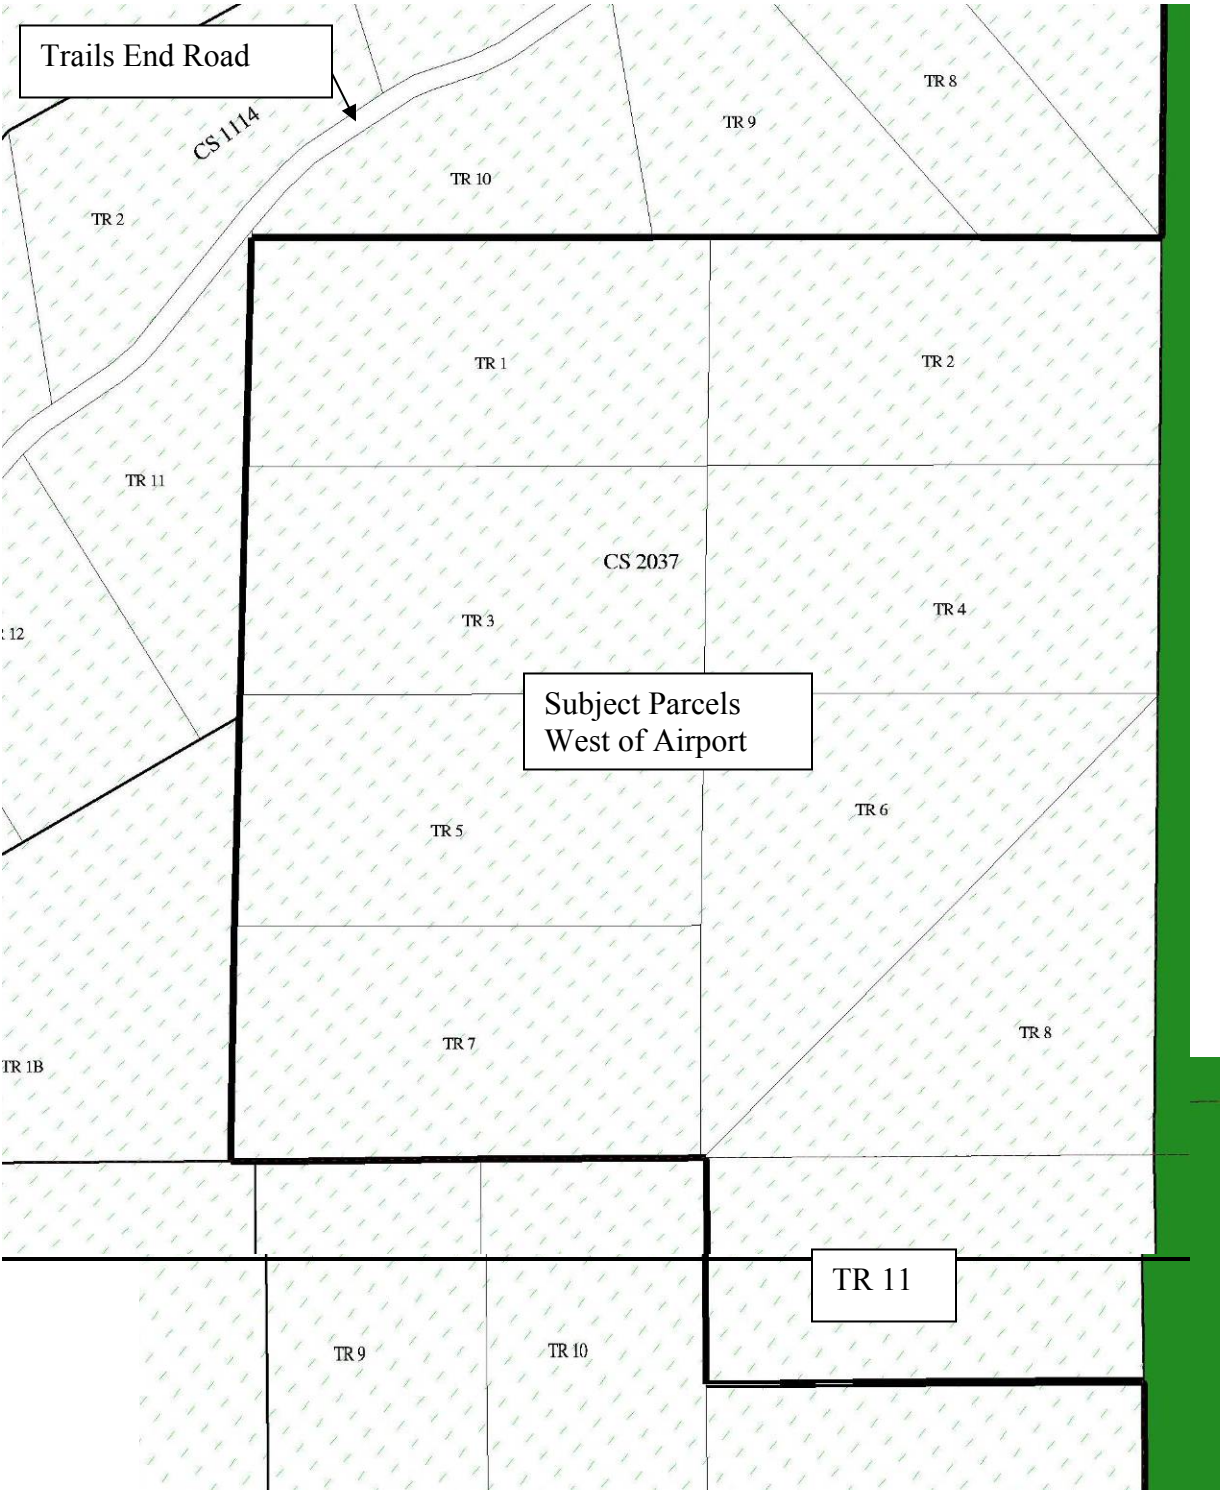 Trails End Road
TR 8
CS 1114
TR 9
TR 10
TR 2
TR 1
TR 2
TR 11
CS 2037
TR 3
TR 4
12
Subject Parcels
West of Airport
TR 6
TR 5
TR 8
TR 7
TR 1B
TR 11
TR 9
TR 10